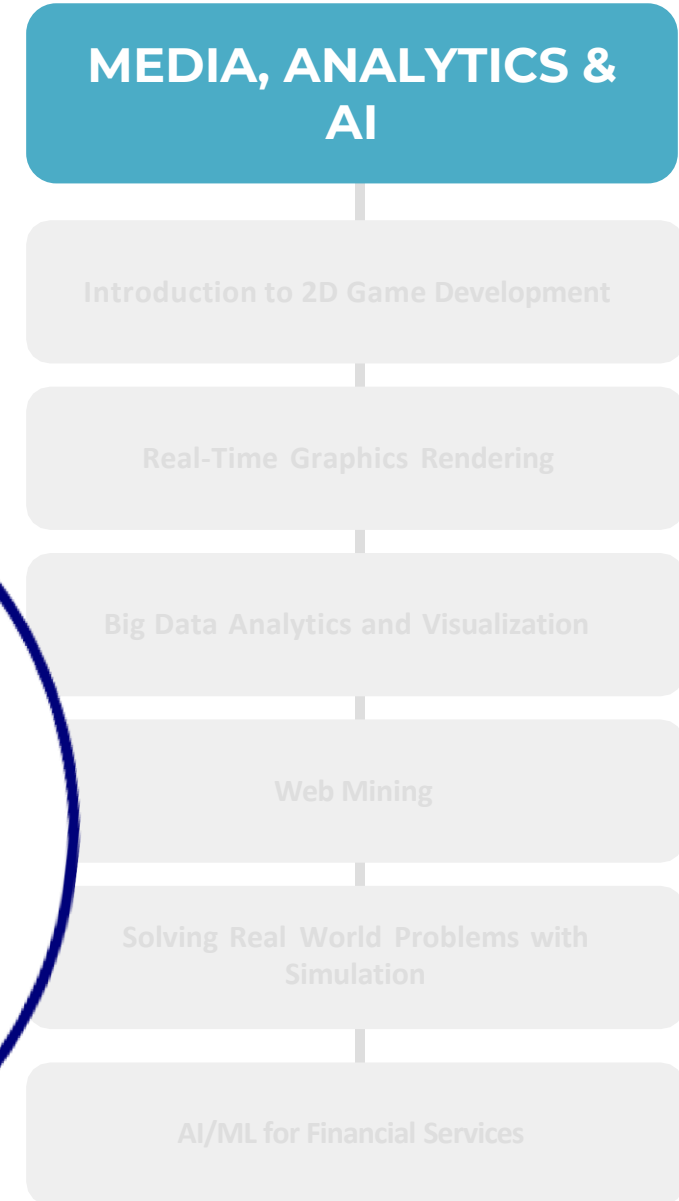 MEDIA, ANALYTICS &
AI
Introduction to 2D Game Development
Real-Time Graphics Rendering
Big Data Analytics and Visualization
Web Mining
Solving Real World Problems with
Simulation
AI/ML for Financial Services